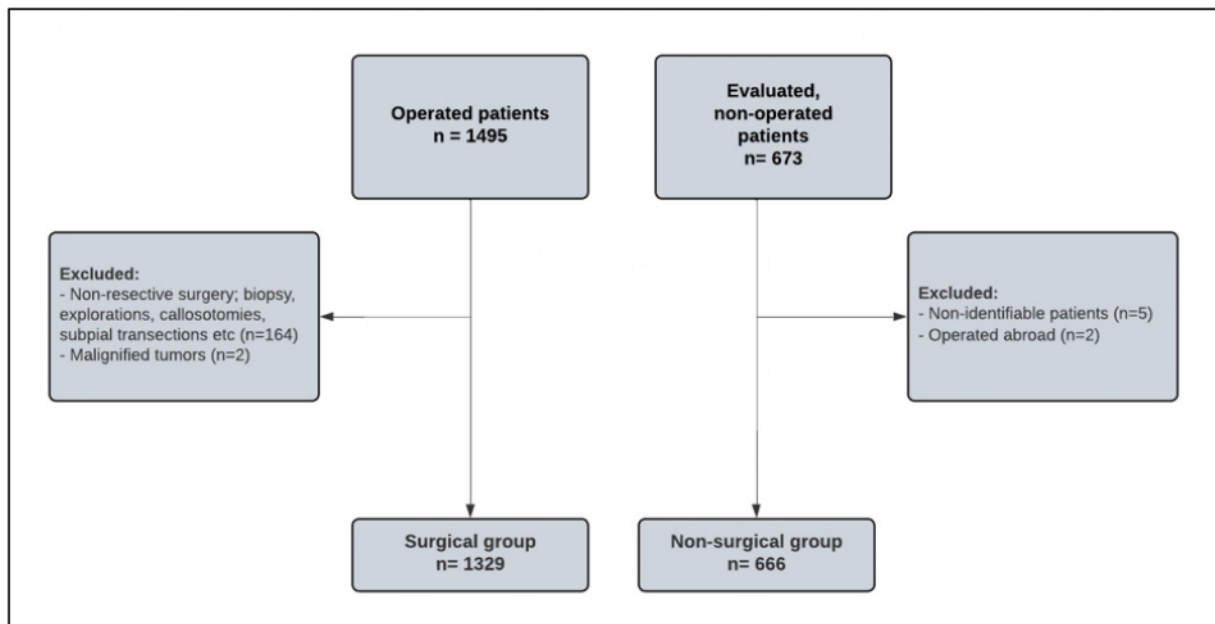 Operated patients
n = 1495
Evaluated,
non-operated
patients
n= 673
Excluded:
- Non-resective surgery; biopsy,
explorations, callosotomies,
subpial transections etc (n=164)
- Malignified tumors (n=2)
Excluded:
- Non-identifiable patients (n=5)
- Operated abroad (n=2)
Surgical group
n= 1329
Non-surgical group
n= 666